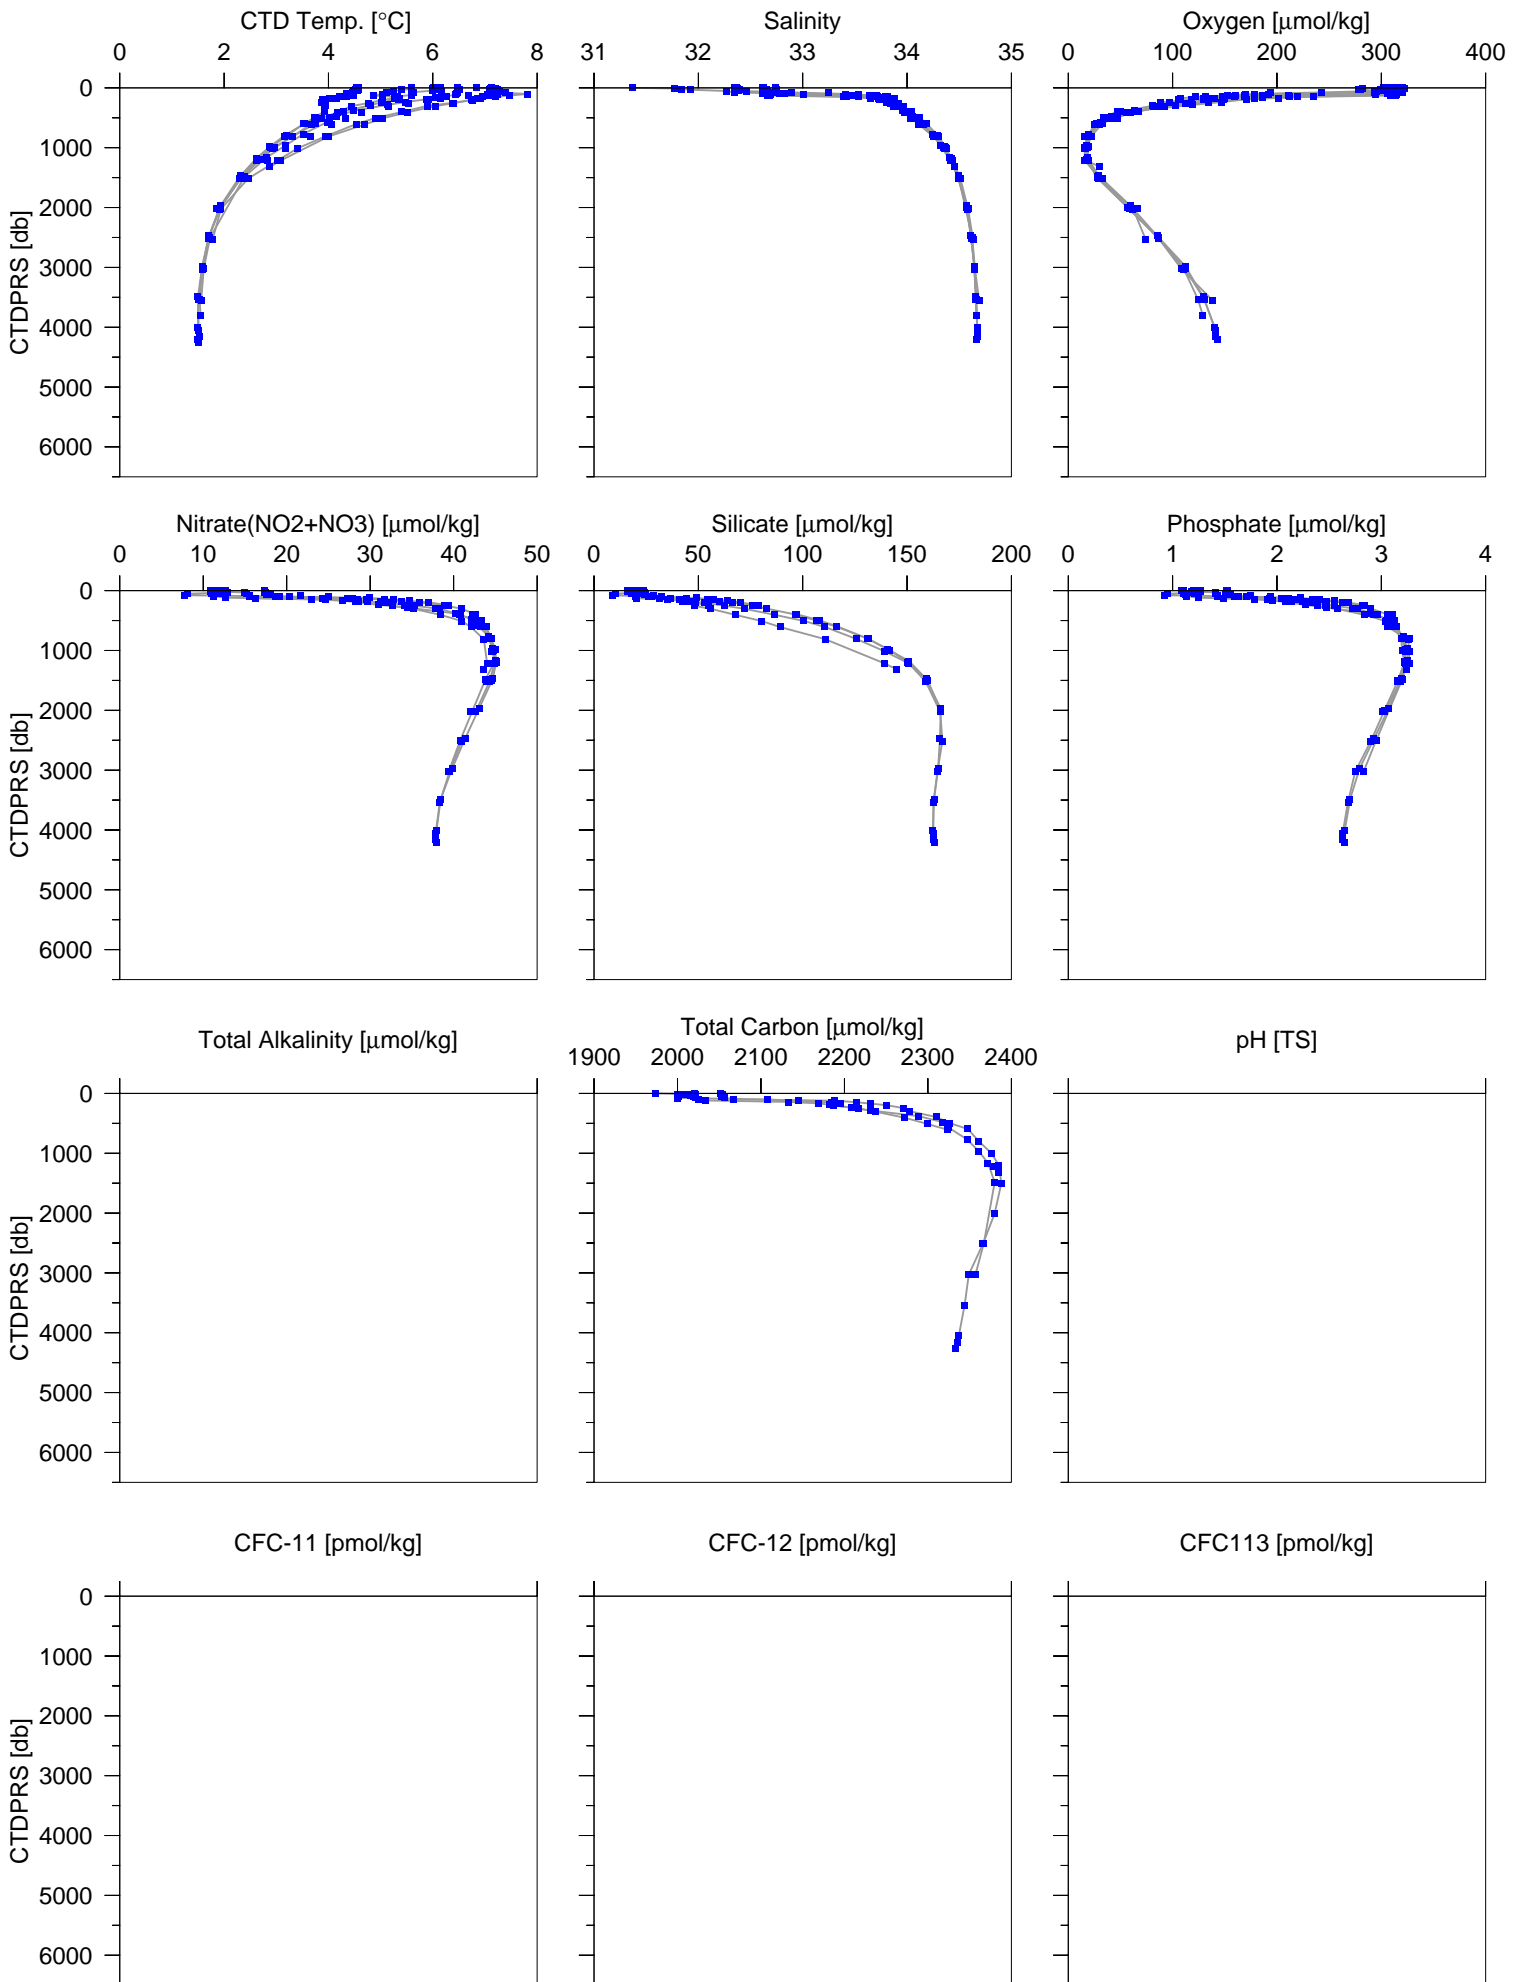 CTD Temp. [°C] Salinity Oxygen [μmol/kg]
0 2 4 6 8 31 32 33 34 35 0 100 200 300 400
0
1000
2000
3000
4000
5000
6000
CTDPRS [db]
Nitrate(NO2+NO3) [μmol/kg] Silicate [μmol/kg] Phosphate [μmol/kg]
0 10 20 30 40 50 0 50 100 150 200 0 1 2 3 4
0
1000
2000
3000
4000
5000
6000
CTDPRS [db]
Total Alkalinity [μmol/kg] Total Carbon [μmol/kg] pH [TS]
1900 2000 2100 2200 2300 2400
0
1000
2000
3000
4000
5000
6000
CTDPRS [db]
CFC-11 [pmol/kg] CFC-12 [pmol/kg] CFC113 [pmol/kg]
0
1000
2000
3000
4000
5000
6000
CTDPRS [db]